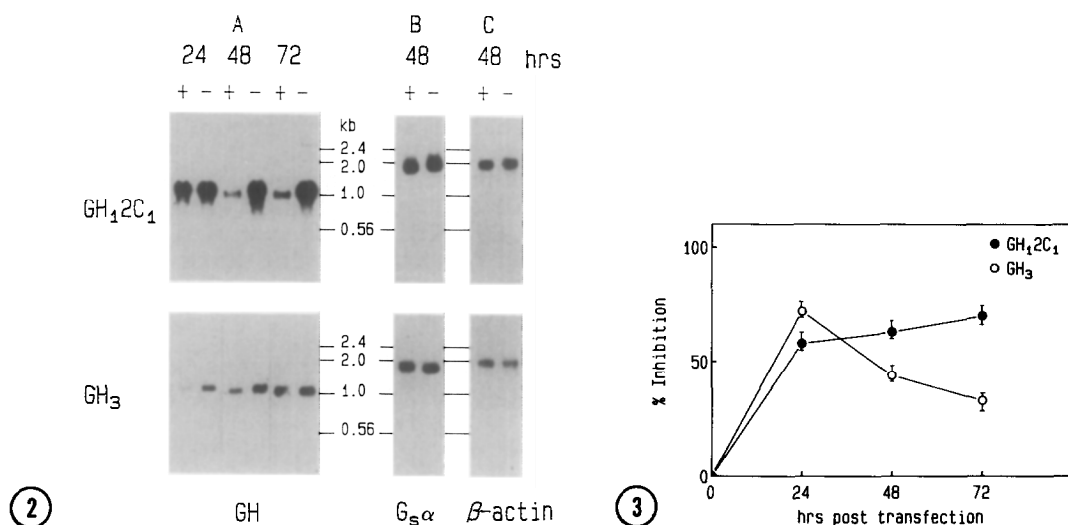 A B C
24 48 72 48 48 hrs
+ - + - + - + - + -
kb
2.4
2.0
1.0
0.56
GH₁2C₁
2.4
2.0
1.0
0.56
GH₃
GH Gₛα β-actin
2
100
50
0
% Inhibition
● GH₁2C₁
○ GH₃
0 24 48 72
hrs post transfection
3